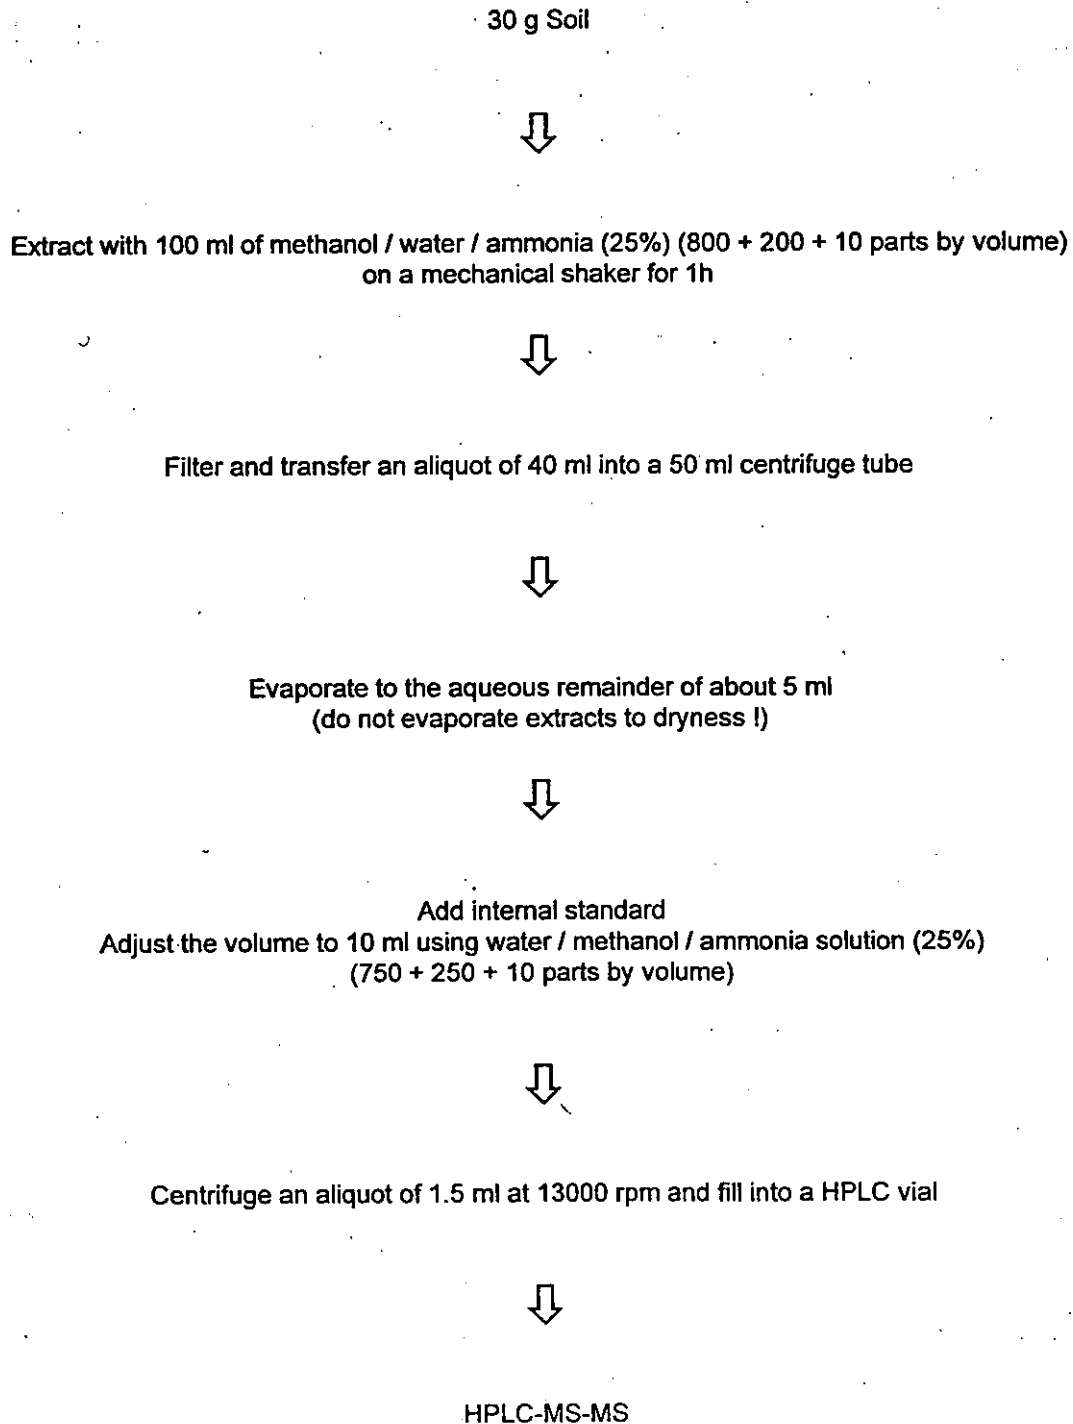 30 g Soil
Extract with 100 ml of methanol / water / ammonia (25%) (800 + 200 + 10 parts by volume)
on a mechanical shaker for 1h
Filter and transfer an aliquot of 40 ml into a 50 ml centrifuge tube
Evaporate to the aqueous remainder of about 5 ml
(do not evaporate extracts to dryness !)
Add internal standard
Adjust the volume to 10 ml using water / methanol / ammonia solution (25%)
(750 + 250 + 10 parts by volume)
Centrifuge an aliquot of 1.5 ml at 13000 rpm and fill into a HPLC vial
HPLC-MS-MS